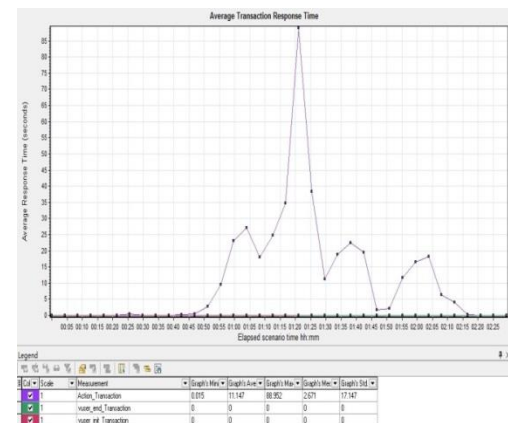 Average Transaction Response Time
Average Response Time (seconds)
85
80
75
70
65
60
55
50
45
40
35
30
25
20
15
10
5
0
00:05 00:10 00:15 00:20 00:25 00:30 00:35 00:40 00:45 00:50 00:55 01:00 01:05 01:10 01:15 01:20 01:25 01:30 01:35 01:40 01:45 01:50 01:55 02:00 02:05 02:10 02:15 02:20 02:25
Elapsed scenario time hh:mm
Legend
Col Scale Measurement Graph's Mini Graph's Ave Graph's Max Graph's Med Graph's Std.
1 Action_Transaction 0.015 11.147 88.952 2.671 17.147
1 vuser_end_Transaction 0 0 0 0 0
1 vuser_init_Transaction 0 0 0 0 0